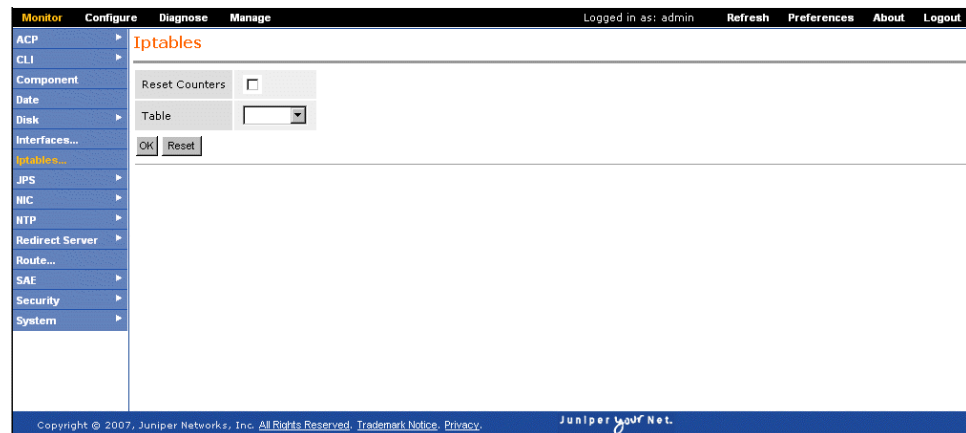 Monitor Configure Diagnose Manage Logged in as: admin Refresh Preferences About Logout
ACP
CLI
Component
Date
Disk
Interfaces...
Iptables...
JPS
NIC
NTP
Redirect Server
Route...
SAE
Security
System
Iptables
Reset Counters
Table
OK Reset
Copyright © 2007, Juniper Networks, Inc. All Rights Reserved. Trademark Notice. Privacy.
Juniper your Net.